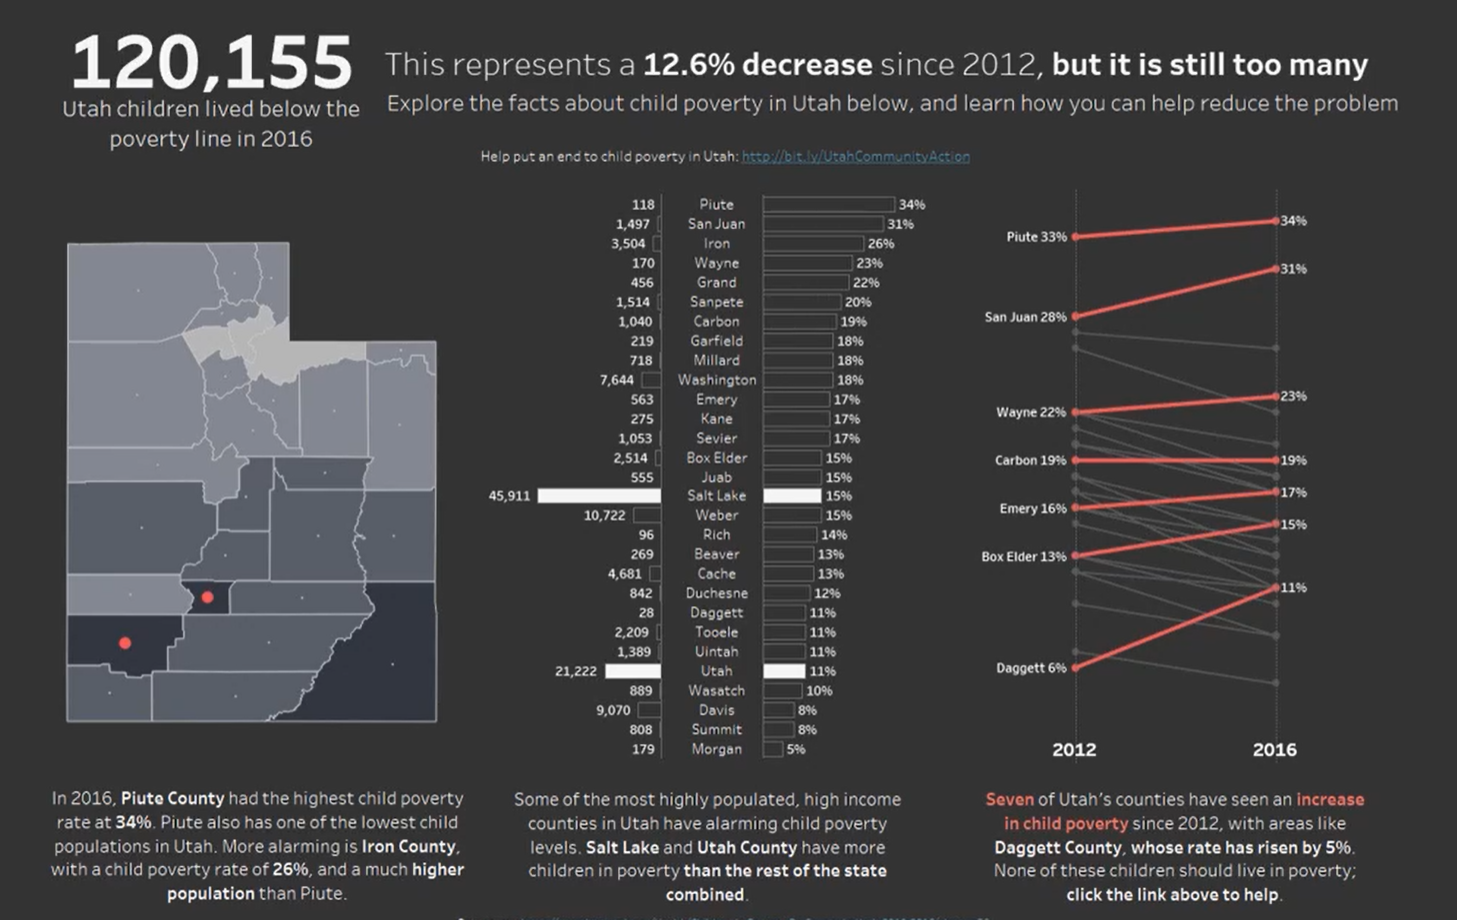 120,155
Utah children lived below the
poverty line in 2016
This represents a 12.6% decrease since 2012, but it is still too many
Explore the facts about child poverty in Utah below, and learn how you can help reduce the problem
Help put an end to child poverty in Utah: http://bit.ly/UtahCommunityAction
118 Piute 34%
1,497 San Juan 31%
3,504 Iron 26%
170 Wayne 23%
456 Grand 22%
1,514 Sanpete 20%
1,040 Carbon 19%
219 Garfield 18%
718 Millard 18%
7,644 Washington 18%
563 Emery 17%
275 Kane 17%
1,053 Sevier 17%
2,514 Box Elder 15%
555 Juab 15%
45,911 Salt Lake 15%
10,722 Weber 15%
96 Rich 14%
269 Beaver 13%
4,681 Cache 13%
842 Duchesne 12%
28 Daggett 11%
2,209 Tooele 11%
1,389 Uintah 11%
21,222 Utah 11%
889 Wasatch 10%
9,070 Davis 8%
808 Summit 8%
179 Morgan 5%
Piute 33% 34%
San Juan 28% 31%
Wayne 22% 23%
Carbon 19% 19%
Emery 16% 17%
Box Elder 13% 15%
Daggett 6% 11%
2012 2016
In 2016, Piute County had the highest child poverty
rate at 34%. Piute also has one of the lowest child
populations in Utah. More alarming is Iron County,
with a child poverty rate of 26%, and a much higher
population than Piute.
Some of the most highly populated, high income
counties in Utah have alarming child poverty
levels. Salt Lake and Utah County have more
children in poverty than the rest of the state
combined.
Seven of Utah's counties have seen an increase
in child poverty since 2012, with areas like
Daggett County, whose rate has risen by 5%.
None of these children should live in poverty;
click the link above to help.